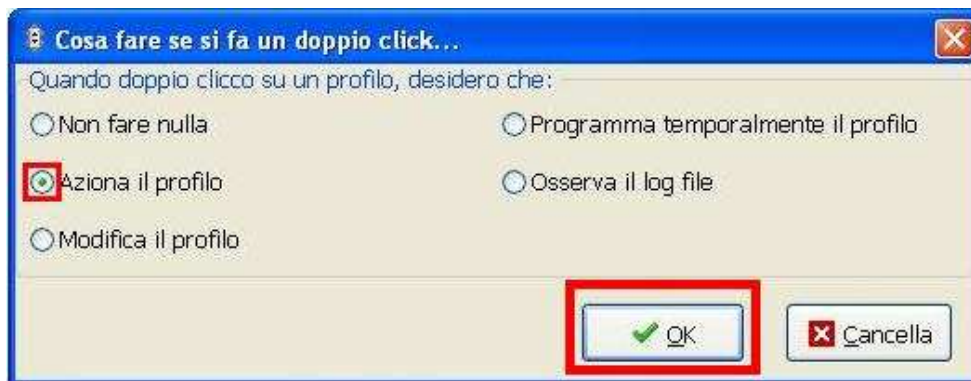 Cosa fare se si fa un doppio click...
Quando doppio clicco su un profilo, desidero che:
Non fare nulla
Programma temporalmente il profilo
Aziona il profilo
Osserva il log file
Modifica il profilo
OK
Cancella